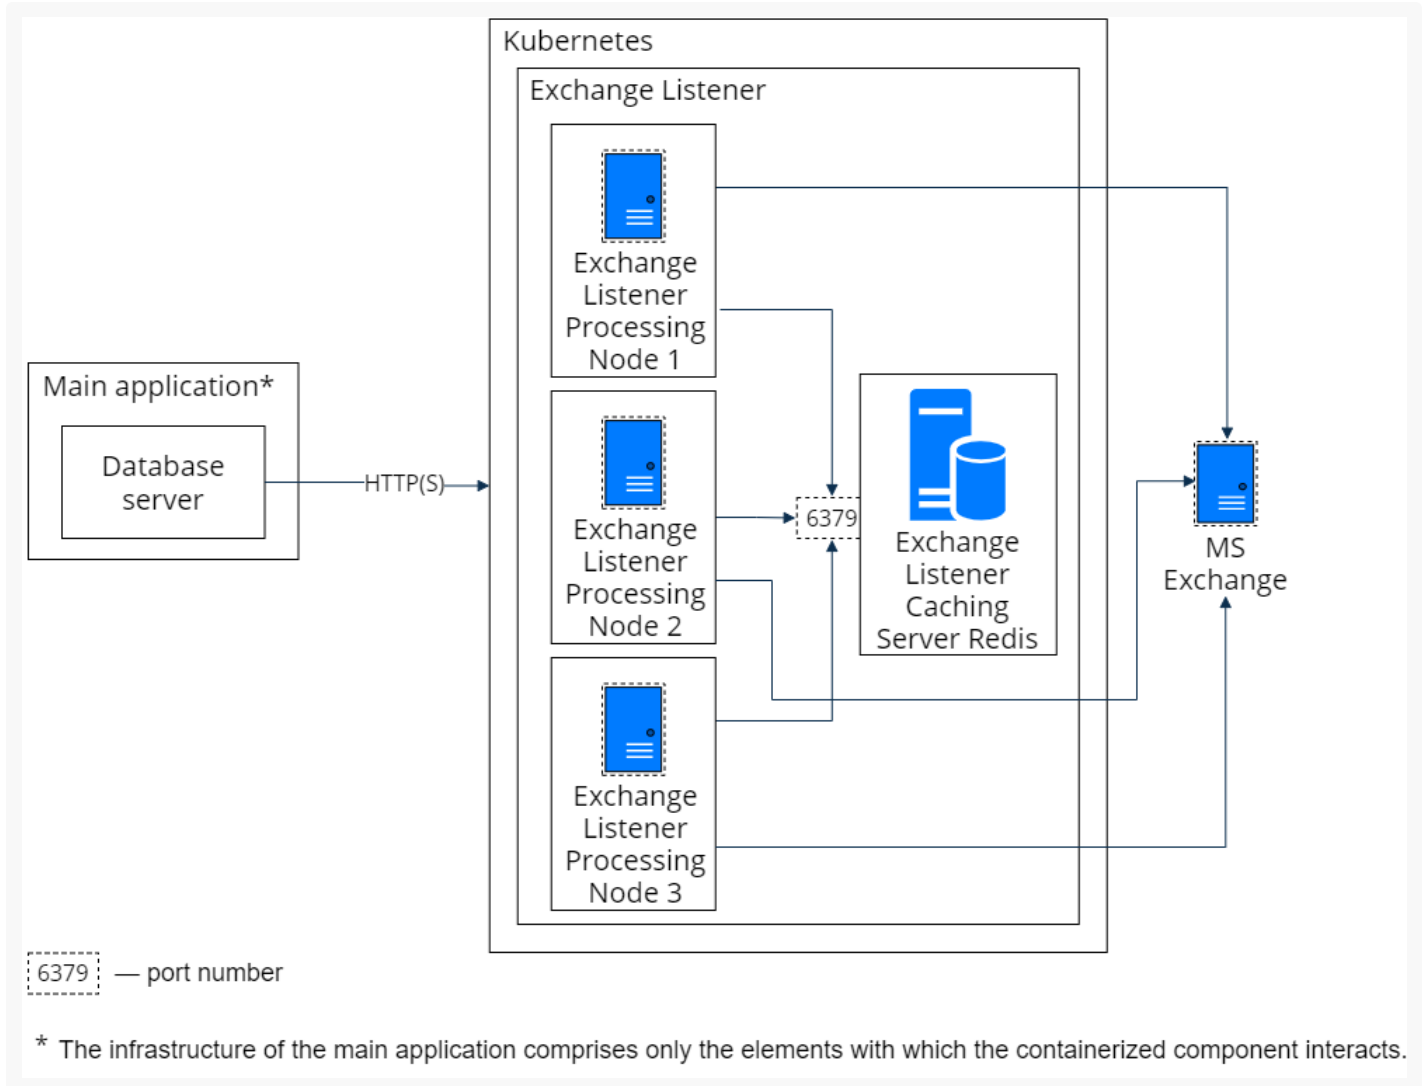 Kubernetes
Exchange Listener
Exchange
Listener
Processing
Node 1
Main application*
Database
server
HTTP(S)
Exchange
Listener
Processing
Node 2
6379
Exchange
Listener
Caching
Server Redis
MS
Exchange
Exchange
Listener
Processing
Node 3
6379 — port number
* The infrastructure of the main application comprises only the elements with which the containerized component interacts.